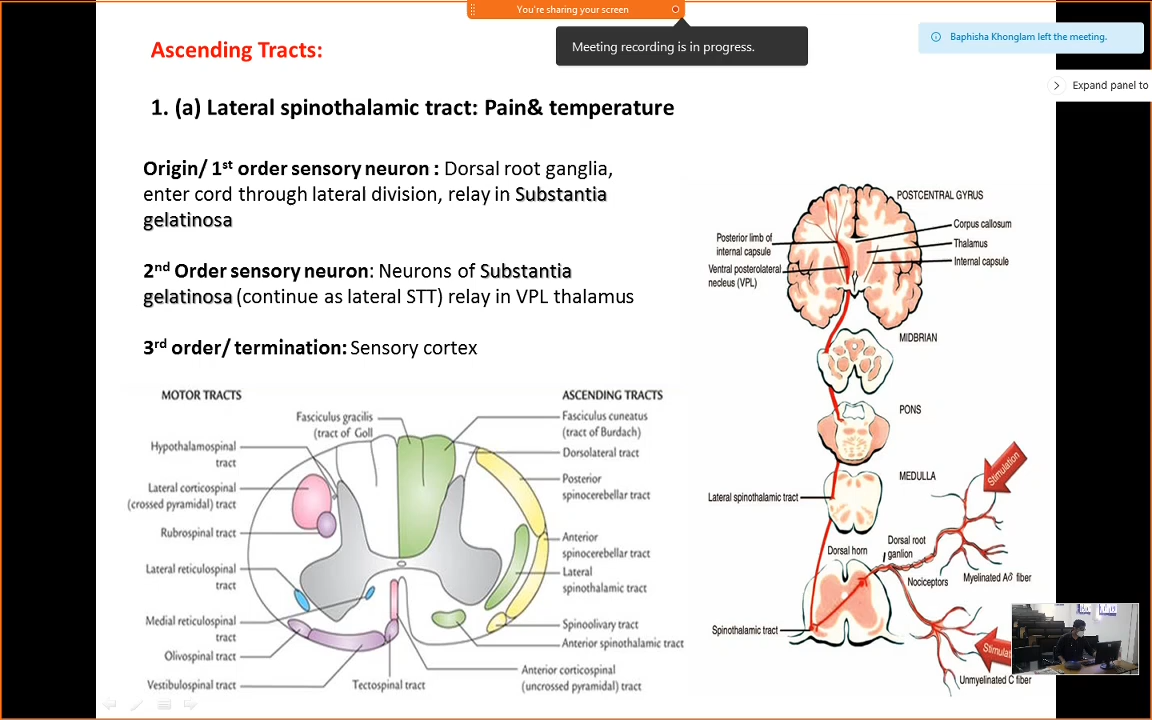 You're sharing your screen
Meeting recording is in progress.
Baphisha Khonglam left the meeting.
Expand panel to
Ascending Tracts:
1. (a) Lateral spinothalamic tract: Pain& temperature
Origin/ 1st order sensory neuron : Dorsal root ganglia,
enter cord through lateral division, relay in Substantia
gelatinosa
2nd Order sensory neuron: Neurons of Substantia
gelatinosa (continue as lateral STT) relay in VPL thalamus
3rd order/ termination: Sensory cortex
MOTOR TRACTS
Hypothalamospinal
tract
Lateral corticospinal
(crossed pyramidal) tract
Rubrospinal tract
Lateral reticulospinal
tract
Medial reticulospinal
tract
Olivospinal tract
Vestibulospinal tract
Fasciculus gracilis
(tract of Goll
Tectospinal tract
ASCENDING TRACTS
Fasciculus cuneatus
(tract of Burdach)
Dorsolateral tract
Posterior
spinocerebellar tract
Anterior
spinocerebellar tract
Lateral
spinothalamic tract
Spinoolivary tract
Anterior spinothalamic tract
Anterior corticospinal
(uncrossed pyramidal) tract
POSTCENTRAL GYRUS
Corpus callosum
Thalamus
Internal capsule
Posterior limb of
internal capsule
Ventral posterolateral
necleus (VPL)
MIDBRIAN
PONS
MEDULLA
Lateral spinothalamic tract
Stimulation
Dorsal horn
Dorsal root
ganlion
Nociceptors
Myelinated Aδ fiber
Spinothalamic tract
Stimula
Unmyelinated C fiber